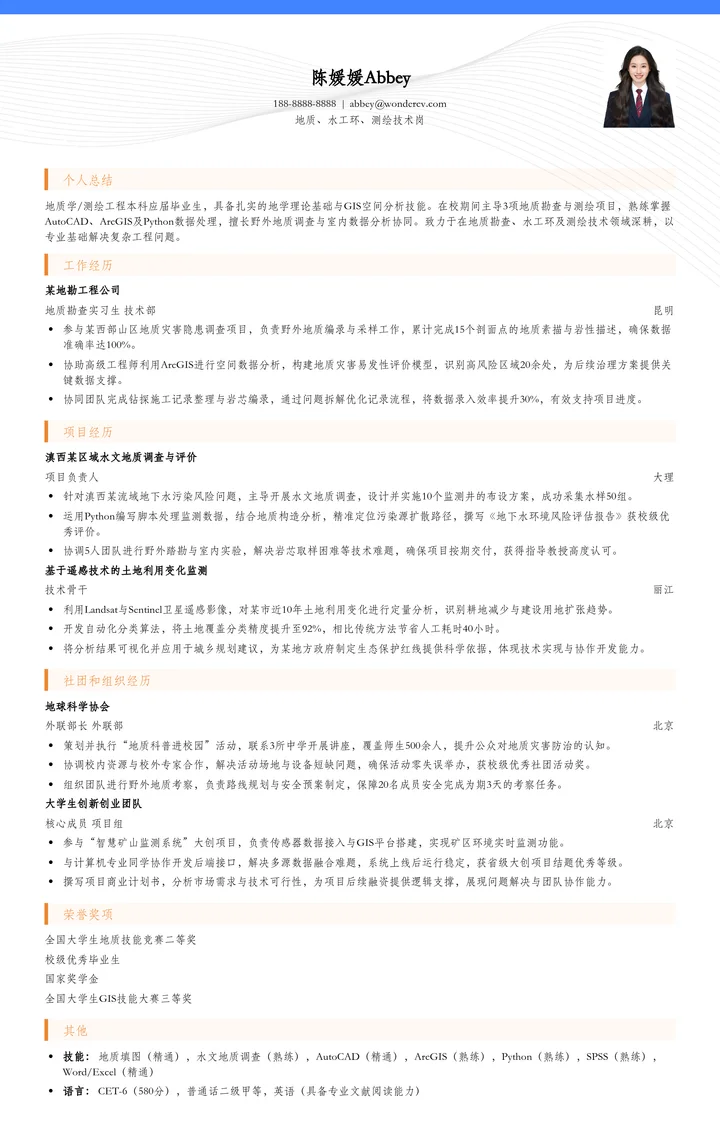 陈媛媛Abbey
188-8888-8888 | abbey@wondercv.com
地质、水工环、测绘技术岗
个人总结
地质学/测绘工程本科应届毕业生，具备扎实的地学理论基础与GIS空间分析技能。在校期间主导3项地质勘查与测绘项目，熟练掌握
AutoCAD、ArcGIS及Python数据处理，擅长野外地质调查与室内数据分析协同。致力于在地质勘查、水工环及测绘技术领域深耕，以
专业基础解决复杂工程问题。
工作经历
某地勘工程公司
地质勘查实习生 技术部 昆明
• 参与某西部山区地质灾害隐患调查项目，负责野外地质编录与采样工作，累计完成15个剖面点的地质素描与岩性描述，确保数据
准确率达100%。
• 协助高级工程师利用ArcGIS进行空间数据分析，构建地质灾害易发性评价模型，识别高风险区域20余处，为后续治理方案提供关
键数据支撑。
• 协同团队完成钻探施工记录整理与岩芯编录，通过问题拆解优化记录流程，将数据录入效率提升30%，有效支持项目进度。
项目经历
滇西某区域水文地质调查与评价
项目负责人 大理
• 针对滇西某流域地下水污染风险问题，主导开展水文地质调查，设计并实施10个监测井的布设方案，成功采集水样50组。
• 运用Python编写脚本处理监测数据，结合地质构造分析，精准定位污染源扩散路径，撰写《地下水环境风险评估报告》获校级优
秀评价。
• 协调5人团队进行野外踏勘与室内实验，解决岩芯取样困难等技术难题，确保项目按期交付，获得指导教授高度认可。
基于遥感技术的土地利用变化监测
技术骨干 丽江
• 利用Landsat与Sentinel卫星遥感影像，对某市近10年土地利用变化进行定量分析，识别耕地减少与建设用地扩张趋势。
• 开发自动化分类算法，将土地覆盖分类精度提升至92%，相比传统方法节省人工耗时40小时。
• 将分析结果可视化并应用于城乡规划建议，为某地方政府制定生态保护红线提供科学依据，体现技术实现与协作开发能力。
社团和组织经历
地球科学协会
外联部长 外联部 北京
• 策划并执行“地质科普进校园”活动，联系3所中学开展讲座，覆盖师生500余人，提升公众对地质灾害防治的认知。
• 协调校内资源与校外专家合作，解决活动场地与设备短缺问题，确保活动零失误举办，获校级优秀社团活动奖。
• 组织团队进行野外地质考察，负责路线规划与安全预案制定，保障20名成员安全完成为期3天的考察任务。
大学生创新创业团队
核心成员 项目组 北京
• 参与“智慧矿山监测系统”大创项目，负责传感器数据接入与GIS平台搭建，实现矿区环境实时监测功能。
• 与计算机专业同学协作开发后端接口，解决多源数据融合难题，系统上线后运行稳定，获省级大创项目结题优秀等级。
• 撰写项目商业计划书，分析市场需求与技术可行性，为项目后续融资提供逻辑支撑，展现问题解决与团队协作能力。
荣誉奖项
全国大学生地质技能竞赛二等奖
校级优秀毕业生
国家奖学金
全国大学生GIS技能大赛三等奖
其他
• 技能： 地质填图（精通），水文地质调查（熟练），AutoCAD（精通），ArcGIS（熟练），Python（熟练），SPSS（熟练），
Word/Excel（精通）
• 语言： CET-6（580分），普通话二级甲等，英语（具备专业文献阅读能力）